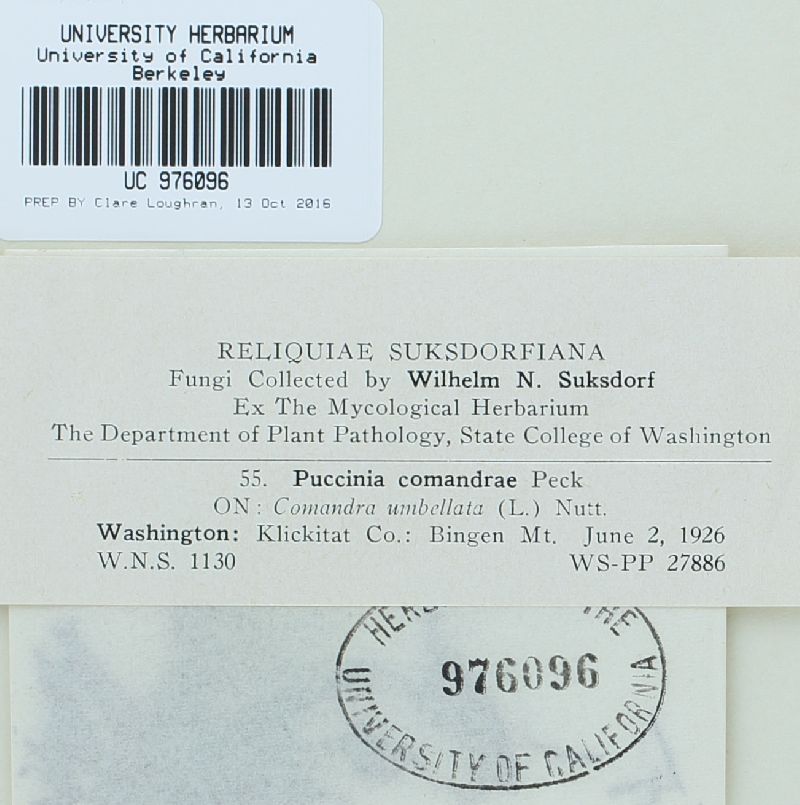 UNIVERSITY HERBARIUM
University of California
Berkeley
UC 976096
PREP BY Clare Loughran, 13 Oct 2016
RELIQUIAE SUKSDORFIANA
Fungi Collected by Wilhelm N. Suksdorf
Ex The Mycological Herbarium
The Department of Plant Pathology, State College of Washington
55. Puccinia comandrae Peck
ON: Comandra umbellata (L.) Nutt.
Washington: Klickitat Co.: Bingen Mt. June 2, 1926
W.N.S. 1130 WS-PP 27886
976096
UNIVERSITY OF CALIFORNIA